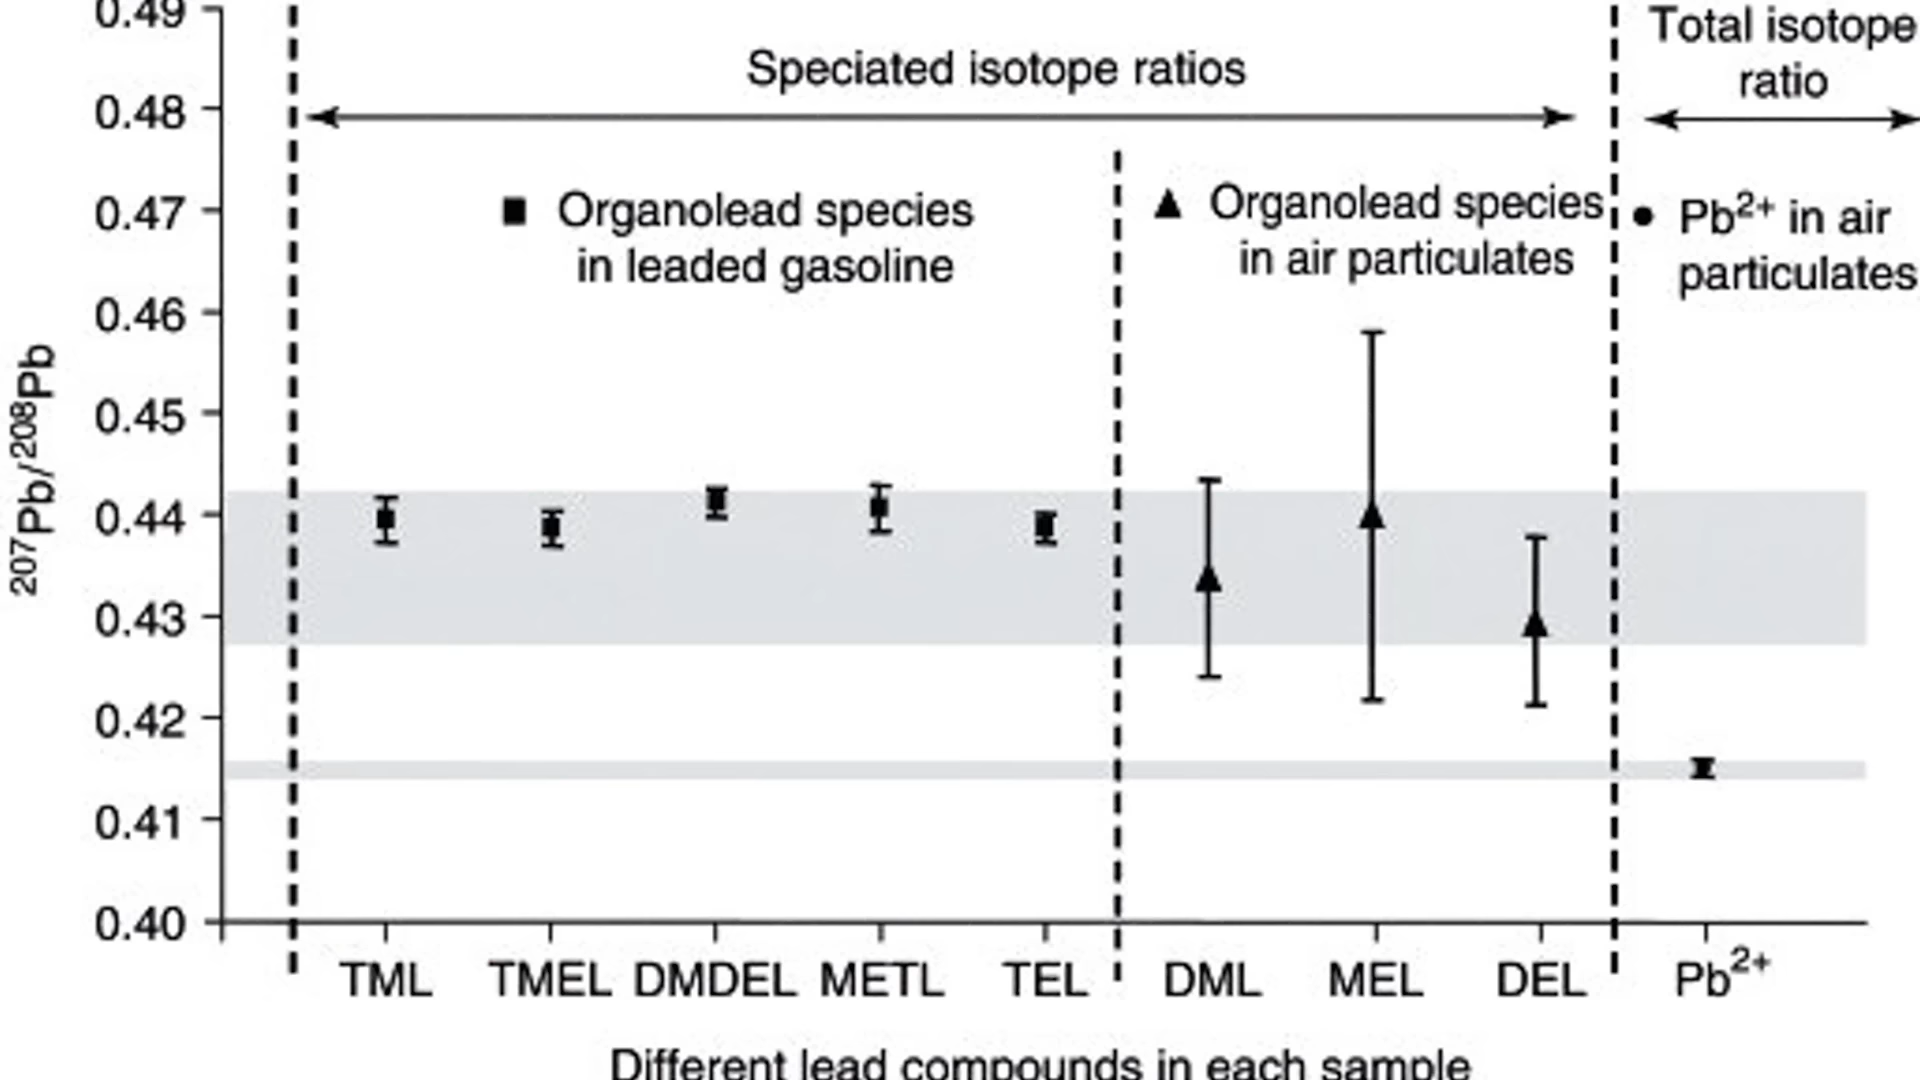 0.49
0.48
0.47
0.46
0.45
0.44
0.43
0.42
0.41
0.40
²⁰⁷Pb/²⁰⁸Pb
Speciated isotope ratios
Total isotope
ratio
Organolead species
in leaded gasoline
Organolead species
in air particulates
Pb²⁺ in air
particulates
TML TMEL DMDEL METL TEL DML MEL DEL Pb²⁺
Different lead compounds in each sample